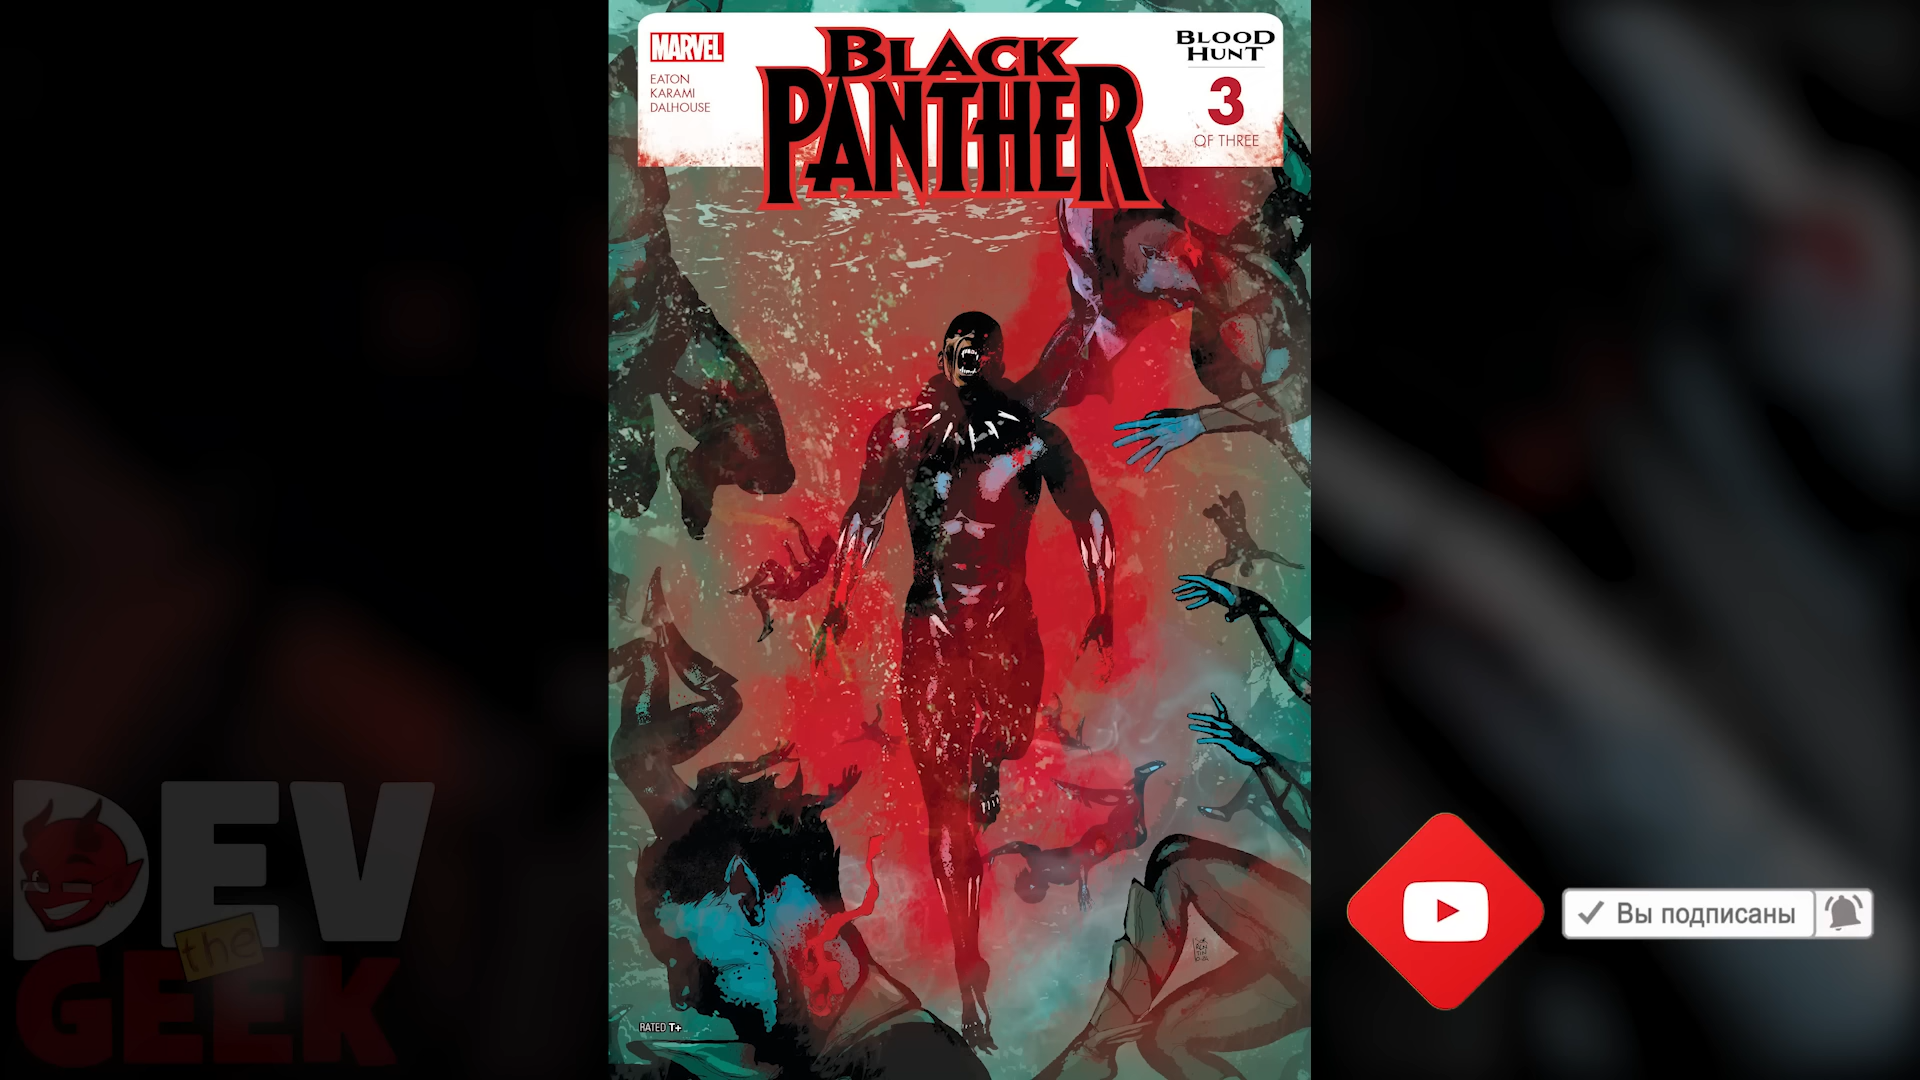 MARVEL
EATON
KARAMI
DALHOUSE
BLACK
PANTHER
BLOOD
HUNT
3
OF THREE
RATED T+
DEV
the
GEEK
Вы подписаны